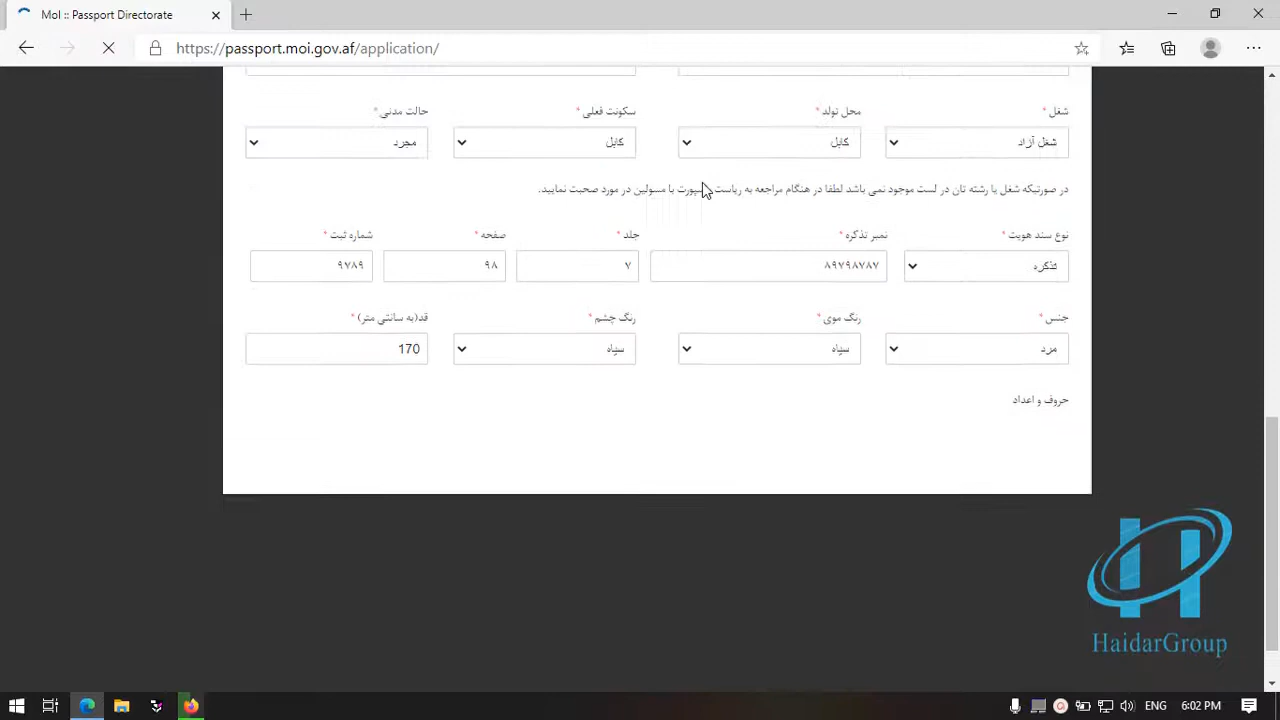 MoI :: Passport Directorate
https://passport.moi.gov.af/application/
شغل *
محل تولد *
سکونت فعلی *
حالت مدنی *
شغل آزاد
کابل
کابل
مجرد
در صورتیکه شغل یا رشته تان در لست موجود نمی باشد لطفا در هنگام مراجعه به ریاست با مسولین در مورد صحبت نمایید.
نوع سند هویت *
نمبر تذکره *
جلد *
صفحه *
شماره ثبت *
تذکره
۸۹۷۹۸۷۸۷
۷
۹۸
۹۷۸۹
جنس *
رنگ موی *
رنگ چشم *
قد(به سانتی متر) *
مرد
سیاه
سیاه
170
حروف و اعداد
HaidarGroup
ENG
6:02 PM